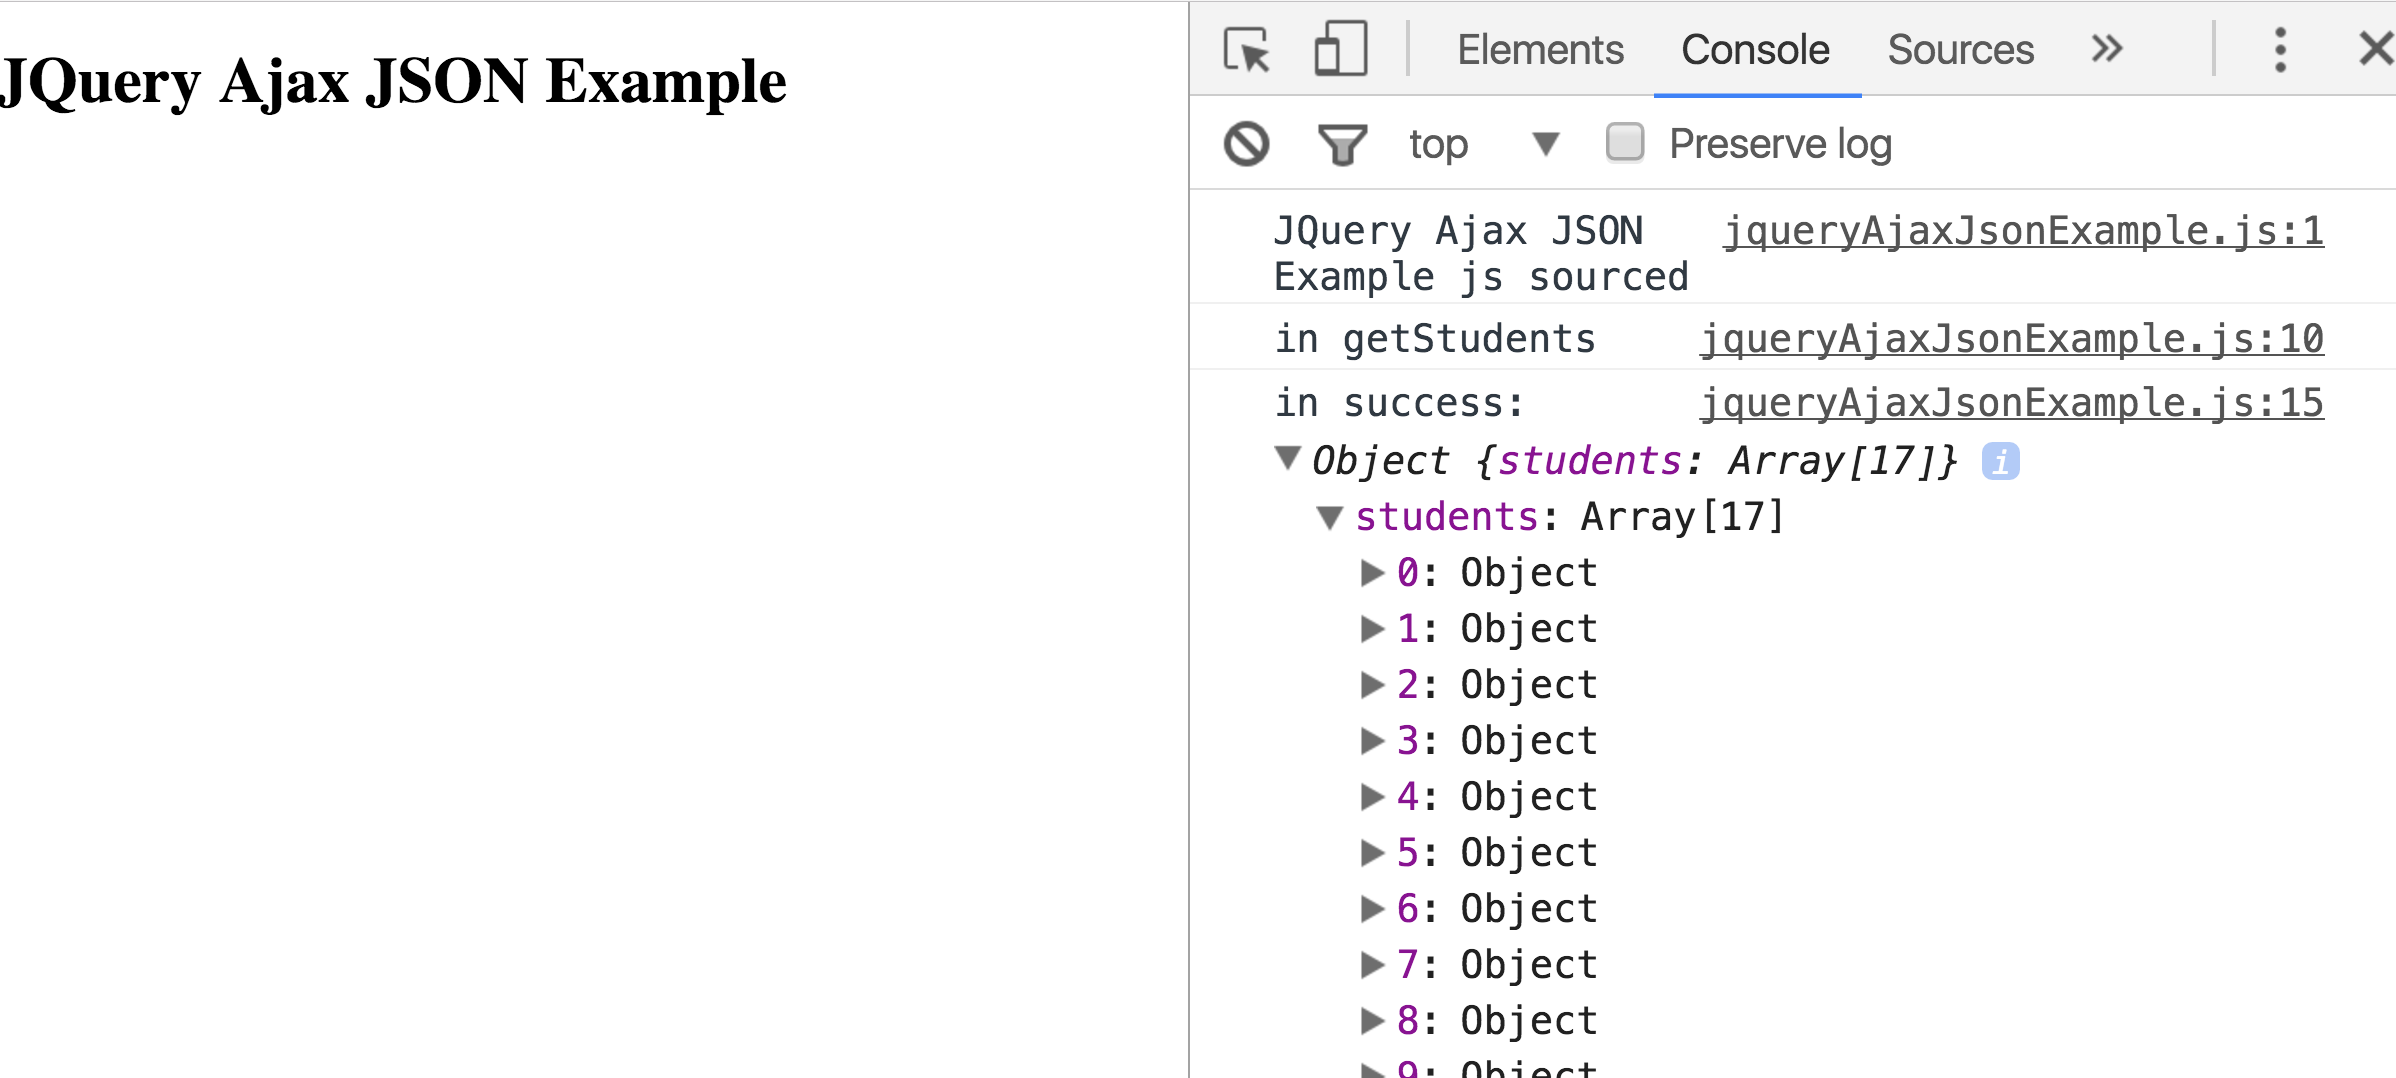 JQuery Ajax JSON Example
Elements Console Sources
top Preserve log
JQuery Ajax JSON jqueryAjaxJsonExample.js:1
Example js sourced
in getStudents jqueryAjaxJsonExample.js:10
in success: jqueryAjaxJsonExample.js:15
Object {students: Array[17]} i
students: Array[17]
0: Object
1: Object
2: Object
3: Object
4: Object
5: Object
6: Object
7: Object
8: Object
9: Object